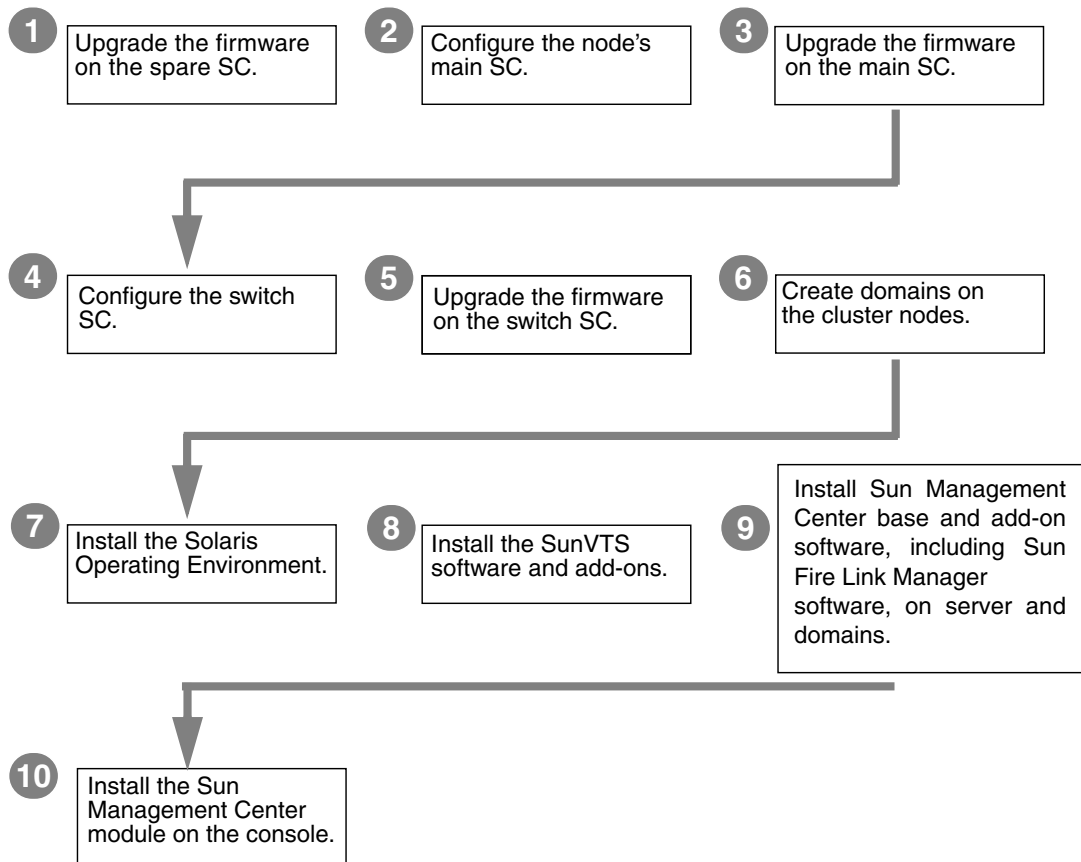 1
Upgrade the firmware
on the spare SC.
2
Configure the node's
main SC.
3
Upgrade the firmware
on the main SC.
4
Configure the switch
SC.
5
Upgrade the firmware
on the switch SC.
6
Create domains on
the cluster nodes.
7
Install the Solaris
Operating Environment.
8
Install the SunVTS
software and add-ons.
9
Install Sun Management
Center base and add-on
software, including Sun
Fire Link Manager
software, on server and
domains.
10
Install the Sun
Management Center
module on the console.